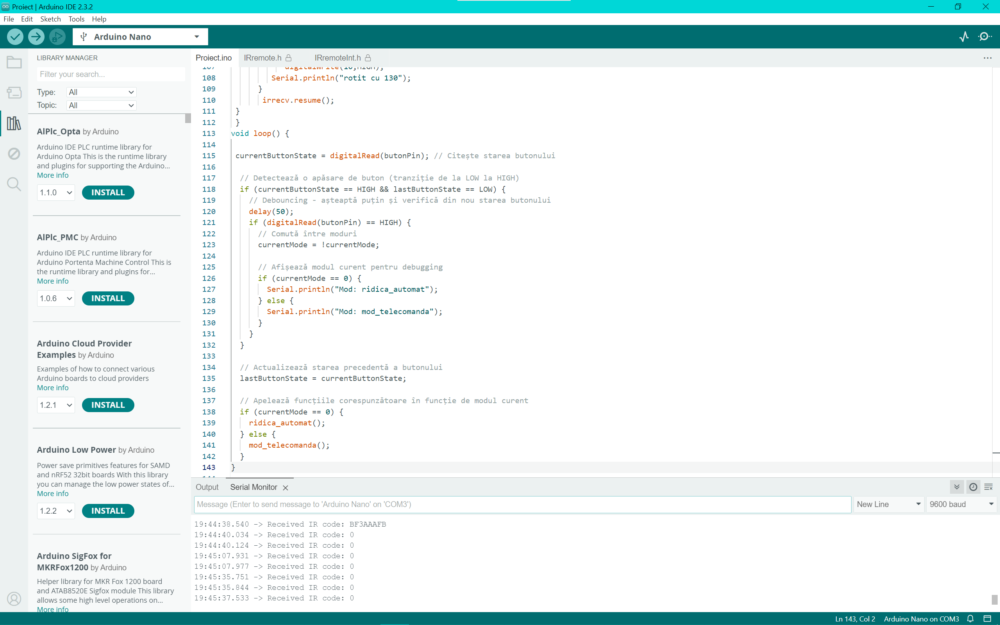 Proiect | Arduino IDE 2.3.2
File Edit Sketch Tools Help
Arduino Nano
LIBRARY MANAGER
Filter your search...
Type: All
Topic: All
AlPlc_Opta by Arduino
Arduino IDE PLC runtime library for
Arduino Opta This is the runtime library
and plugins for supporting the Arduino...
More info
1.1.0 INSTALL
AlPlc_PMC by Arduino
Arduino IDE PLC runtime library for
Arduino Portenta Machine Control This is
the runtime library and plugins for...
More info
1.0.6 INSTALL
Arduino Cloud Provider
Examples by Arduino
Examples of how to connect various
Arduino boards to cloud providers
More info
1.2.1 INSTALL
Arduino Low Power by Arduino
Power save primitives features for SAMD
and nRF52 32bit boards With this library
you can manage the low power states of...
More info
1.2.2 INSTALL
Arduino SigFox for
MKRFox1200 by Arduino
Helper library for MKR Fox 1200 board
and ATAB8520E Sigfox module This library
allows some high level operations on...
More info
Proiect.ino IRremote.h IRremoteInt.h
107 digitalWrite(10,HIGH);
108 Serial.println("rotit cu 130");
109 }
110 irrecv.resume();
111 }
112 }
113 void loop() {
114
115 currentButtonState = digitalRead(butonPin); // Citește starea butonului
116
117 // Detectează o apăsare de buton (tranziție de la LOW la HIGH)
118 if (currentButtonState == HIGH && lastButtonState == LOW) {
119 // Debouncing - așteaptă puțin și verifică din nou starea butonului
120 delay(50);
121 if (digitalRead(butonPin) == HIGH) {
122 // Comută între moduri
123 currentMode = !currentMode;
124
125 // Afișează modul curent pentru debugging
126 if (currentMode == 0) {
127 Serial.println("Mod: ridica_automat");
128 } else {
129 Serial.println("Mod: mod_telecomanda");
130 }
131 }
132 }
133
134 // Actualizează starea precedentă a butonului
135 lastButtonState = currentButtonState;
136
137 // Apelează funcțiile corespunzătoare în funcție de modul curent
138 if (currentMode == 0) {
139 ridica_automat();
140 } else {
141 mod_telecomanda();
142 }
143 }
Output Serial Monitor
Message (Enter to send message to 'Arduino Nano' on 'COM3') New Line 9600 baud
19:44:38.540 -> Received IR code: BF3AAAFB
19:44:40.034 -> Received IR code: 0
19:44:40.124 -> Received IR code: 0
19:45:07.931 -> Received IR code: 0
19:45:07.977 -> Received IR code: 0
19:45:35.751 -> Received IR code: 0
19:45:35.844 -> Received IR code: 0
19:45:37.533 -> Received IR code: 0
Ln 143, Col 2 Arduino Nano on COM3